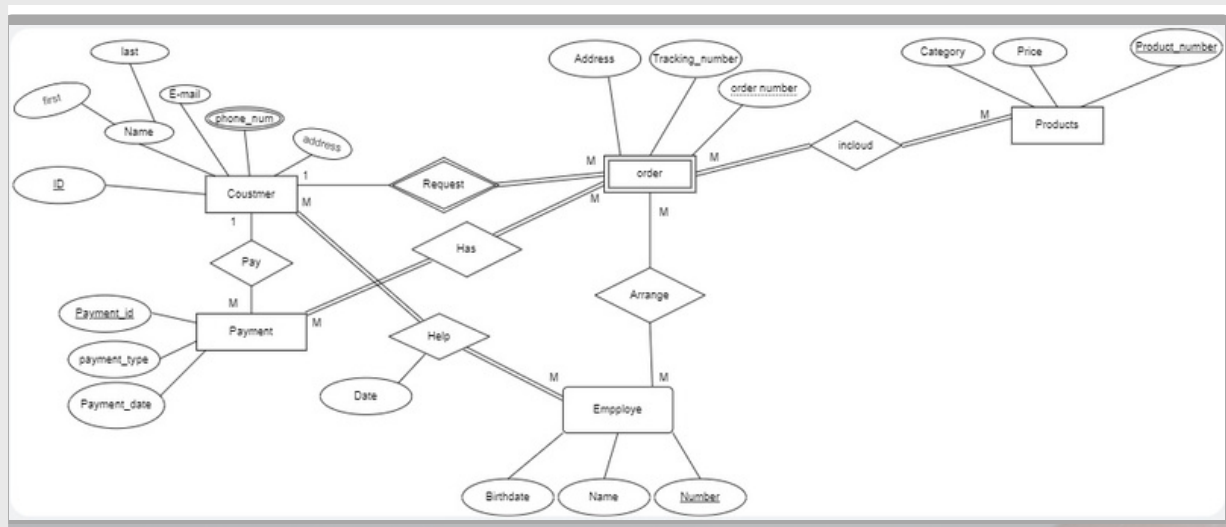 last
first
E-mail
Name
phone_num
address
ID
Coustmer
1
M
1
Pay
M
Payment_id
Payment
M
payment_type
Payment_date
Request
M
Has
M
Help
Date
M
Address
Tracking_number
order number
order
M
M
Arrange
M
Empploye
Birthdate
Name
Number
incloud
Category
Price
Product_number
M
Products